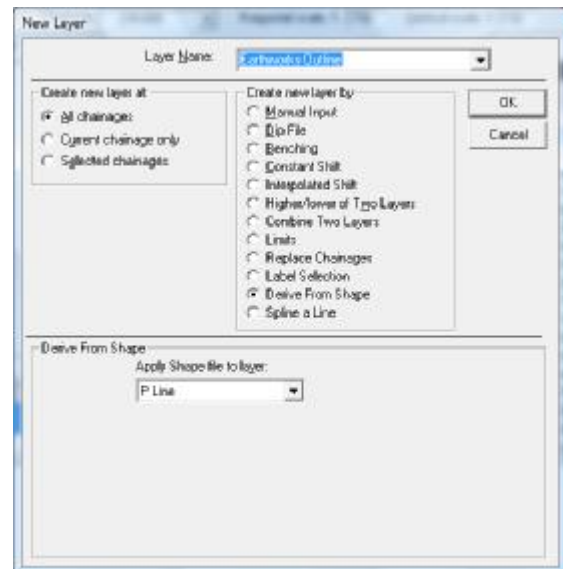 New Layer
Layer Name:
Earthworks Outline
Create new layer at
All chainages
Current chainage only
Selected chainages
Create new layer by
Manual Input
Dip File
Benching
Constant Shift
Interpolated Shift
Higher/lower of Two Layers
Combine Two Layers
Limits
Replace Chainages
Label Selection
Derive From Shape
Spline a Line
OK
Cancel
Derive From Shape
Apply Shape file to layer:
P Line